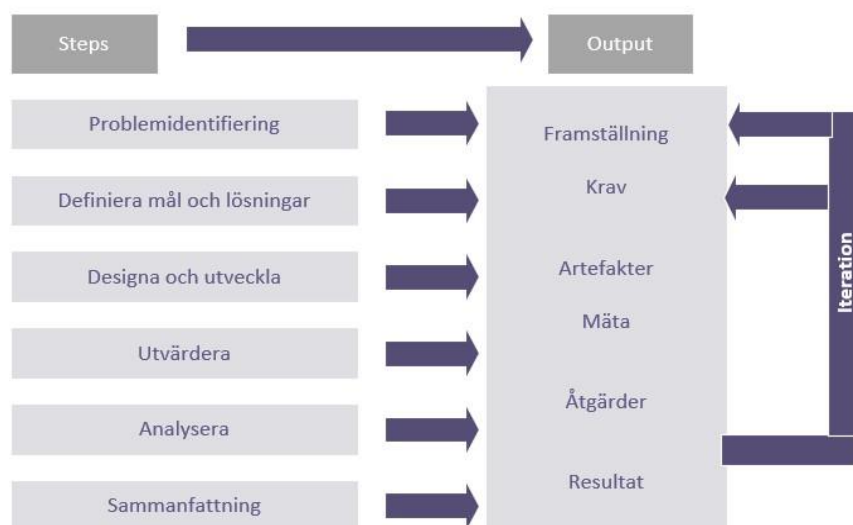 Steps
Output
Problemidentifiering
Framställning
Definiera mål och lösningar
Krav
Designa och utveckla
Artefakter
Utvärdera
Mäta
Analysera
Åtgärder
Sammanfattning
Resultat
Iteration